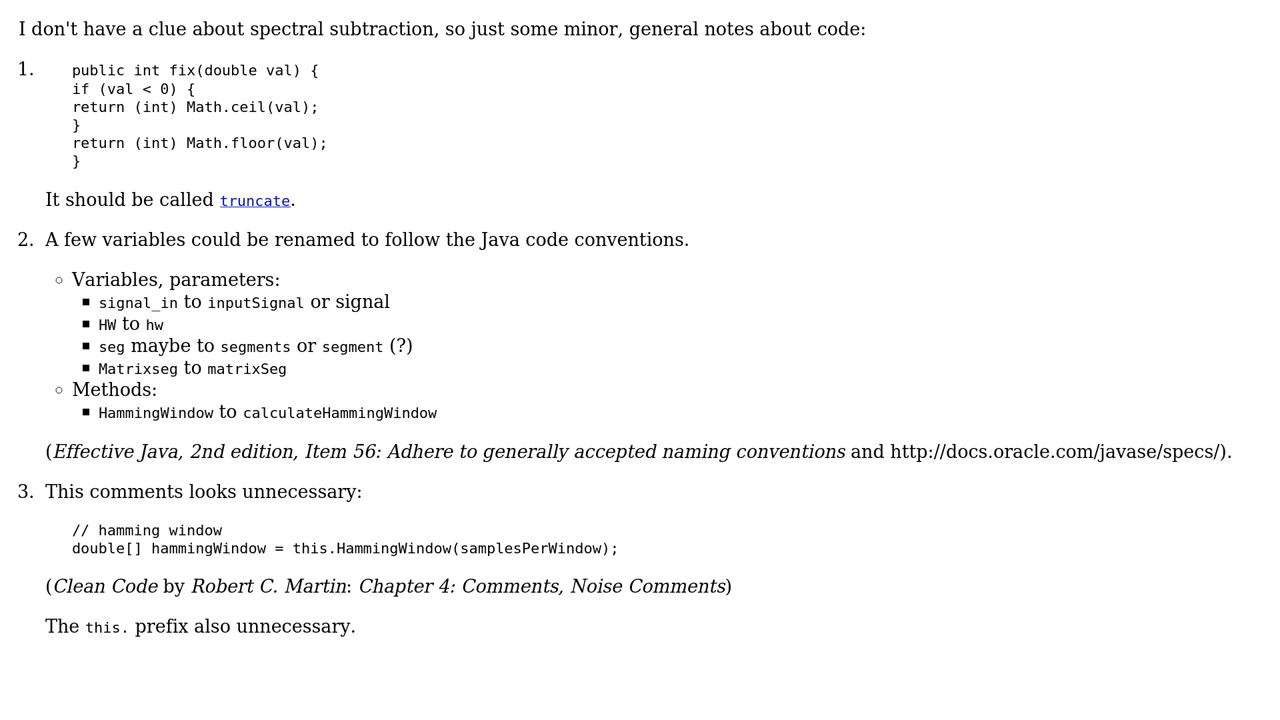 I don't have a clue about spectral subtraction, so just some minor, general notes about code:
1.
public int fix(double val) {
if (val < 0) {
return (int) Math.ceil(val);
}
return (int) Math.floor(val);
}
It should be called truncate.
2. A few variables could be renamed to follow the Java code conventions.
◦ Variables, parameters:
▪ signal_in to inputSignal or signal
▪ HW to hw
▪ seg maybe to segments or segment (?)
▪ Matrixseg to matrixSeg
◦ Methods:
▪ HammingWindow to calculateHammingWindow
(Effective Java, 2nd edition, Item 56: Adhere to generally accepted naming conventions and http://docs.oracle.com/javase/specs/).
3. This comments looks unnecessary:
// hamming window
double[] hammingWindow = this.HammingWindow(samplesPerWindow);
(Clean Code by Robert C. Martin: Chapter 4: Comments, Noise Comments)
The this. prefix also unnecessary.